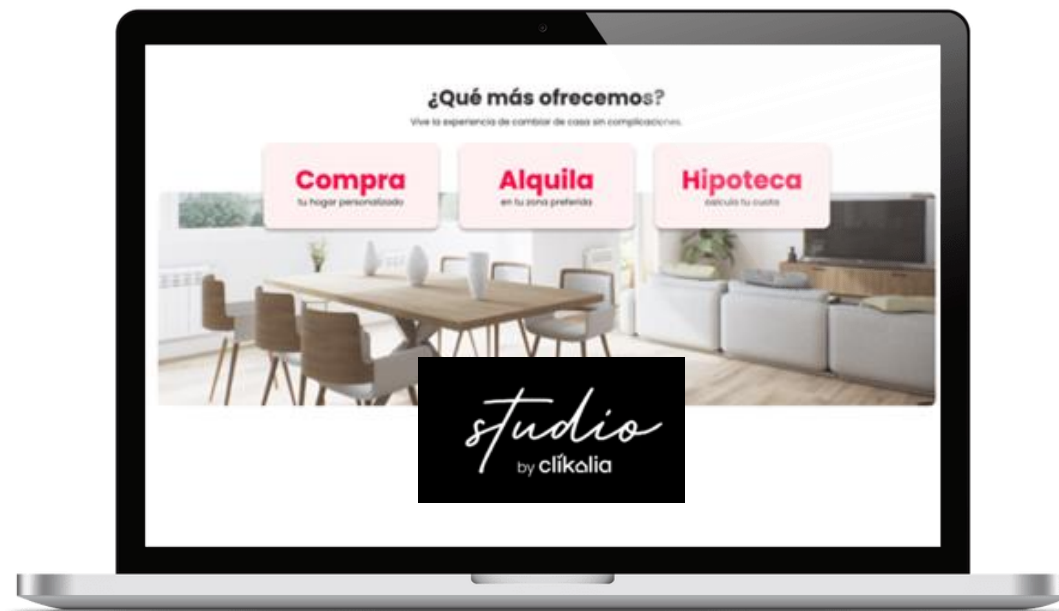 ¿Qué más ofrecemos?
Vive la experiencia de cambiar de casa sin complicaciones.
Compra
tu hogar personalizado
Alquila
en tu zona preferida
Hipoteca
calcula tu cuota
studio
by clikalia